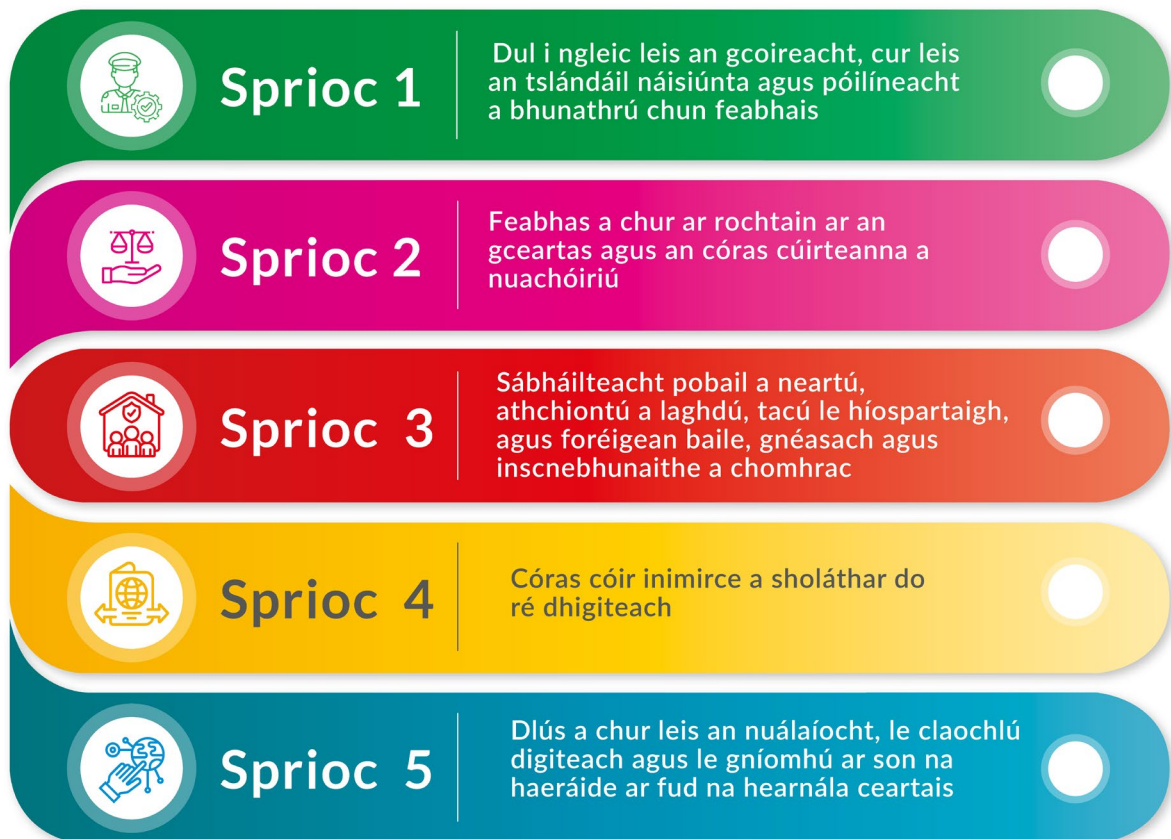 Sprioc 1
Dul i ngleic leis an gcoireacht, cur leis
an tslándáil náisiúnta agus póilíneacht
a bhunathrú chun feabhais
Sprioc 2
Feabhas a chur ar rochtain ar an
gceartas agus an córas cúirteanna a
nuachóiriú
Sprioc 3
Sábháilteacht pobail a neartú,
athchiontú a laghdú, tacú le híospartaigh,
agus foréigean baile, gnéasach agus
inscnebhunaithe a chomhrac
Sprioc 4
Córas cóir inimirce a sholáthar do
ré dhigiteach
Sprioc 5
Dlús a chur leis an nuálaíocht, le claochlú
digiteach agus le gníomhú ar son na
haeráide ar fud na hearnála ceartais